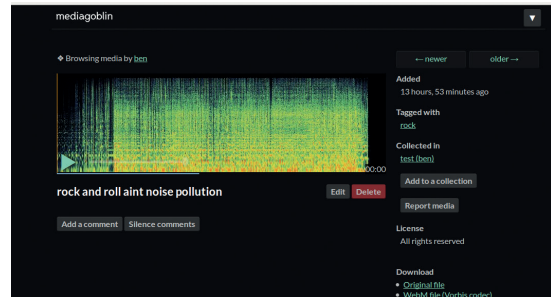 mediagoblin
▼
❖ Browsing media by ben
← newer
older →
00:00
rock and roll aint noise pollution
Edit
Delete
Add a comment
Silence comments
Added
13 hours, 53 minutes ago
Tagged with
rock
Collected in
test (ben)
Add to a collection
Report media
License
All rights reserved
Download
• Original file
• WebM file (Vorbis codec)